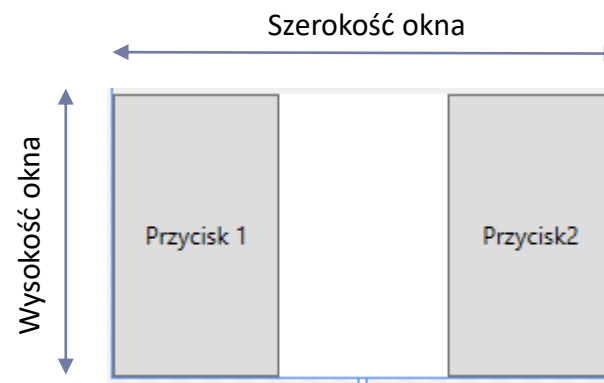 Szerokość okna
Wysokość okna
Przycisk 1
Przycisk2